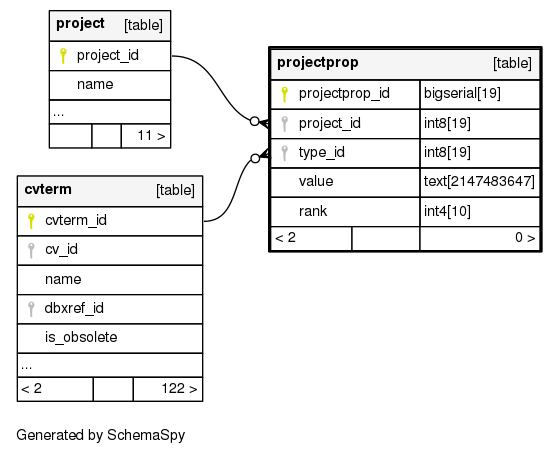 project [table]
project_id
name
...
11 >
projectprop [table]
projectprop_id bigserial[19]
project_id int8[19]
type_id int8[19]
value text[2147483647]
rank int4[10]
< 2 0 >
cvterm [table]
cvterm_id
cv_id
name
dbxref_id
is_obsolete
...
< 2 122 >
Generated by SchemaSpy